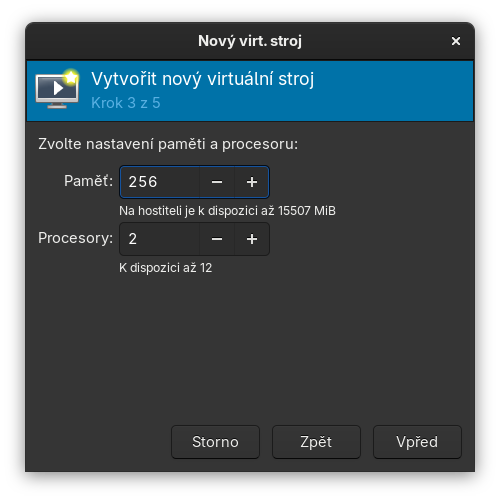 Nový virt. stroj
Vytvořit nový virtuální stroj
Krok 3 z 5
Zvolte nastavení paměti a procesoru:
Paměť: 256
Na hostiteli je k dispozici až 15507 MiB
Procesory: 2
K dispozici až 12
Storno Zpět Vpřed